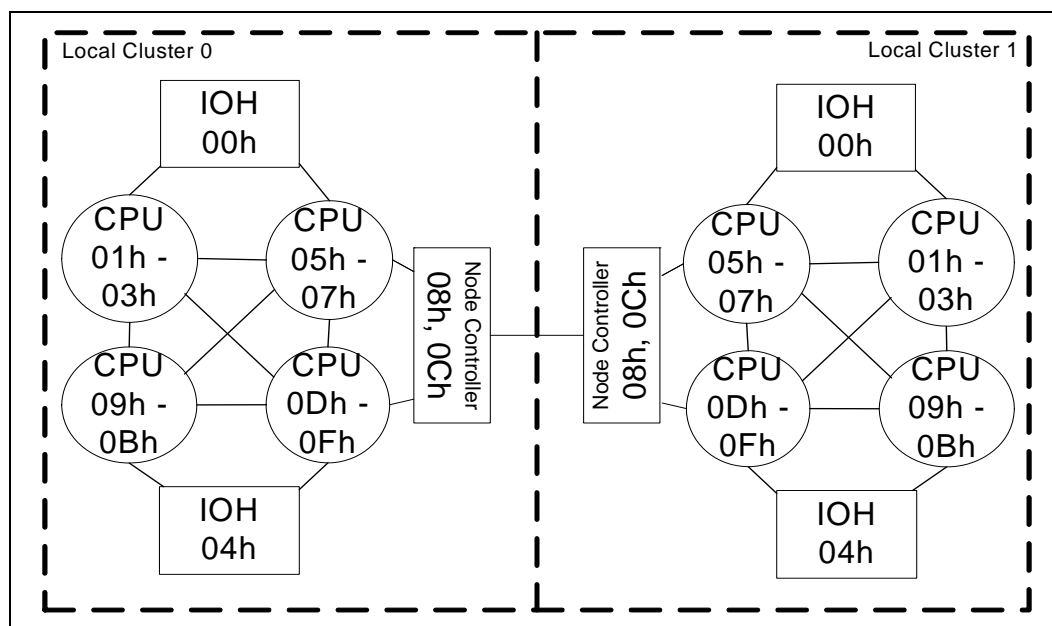 Local Cluster 0
IOH
00h
CPU
01h -
03h
CPU
05h -
07h
Node Controller
08h, 0Ch
CPU
09h -
0Bh
CPU
0Dh -
0Fh
IOH
04h
Local Cluster 1
IOH
00h
CPU
05h -
07h
CPU
01h -
03h
Node Controller
08h, 0Ch
CPU
0Dh -
0Fh
CPU
09h -
0Bh
IOH
04h